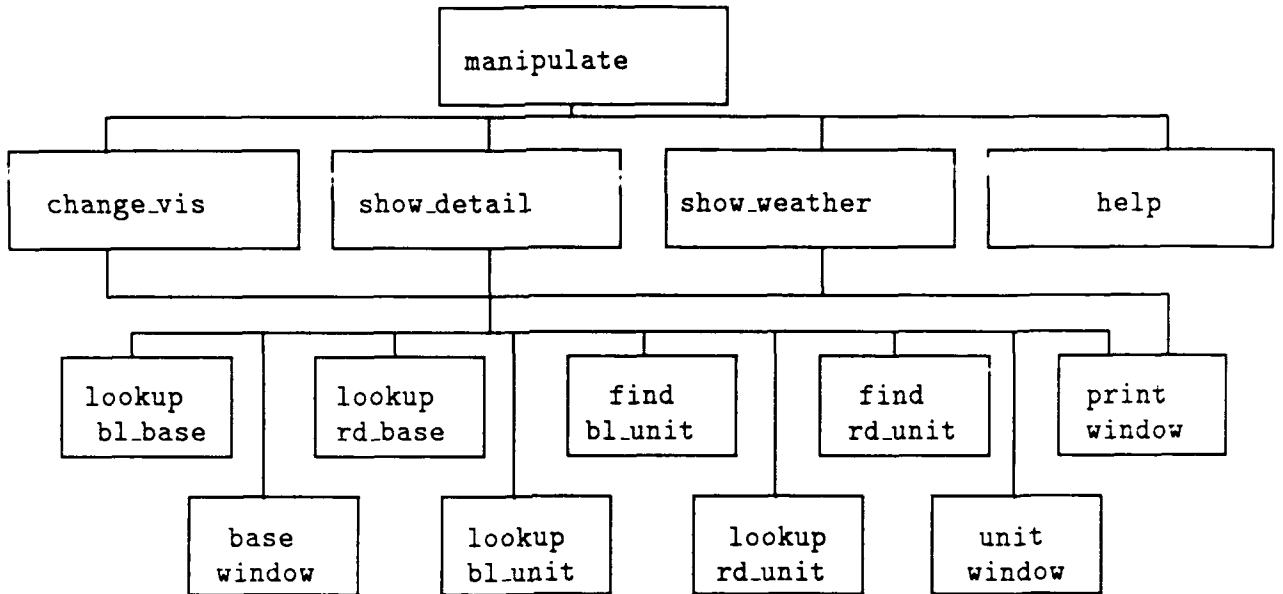 manipulate
change_vis
show_detail
show_weather
help
lookup
bl_base
lookup
rd_base
find
bl_unit
find
rd_unit
print
window
base
window
lookup
bl_unit
lookup
rd_unit
unit
window